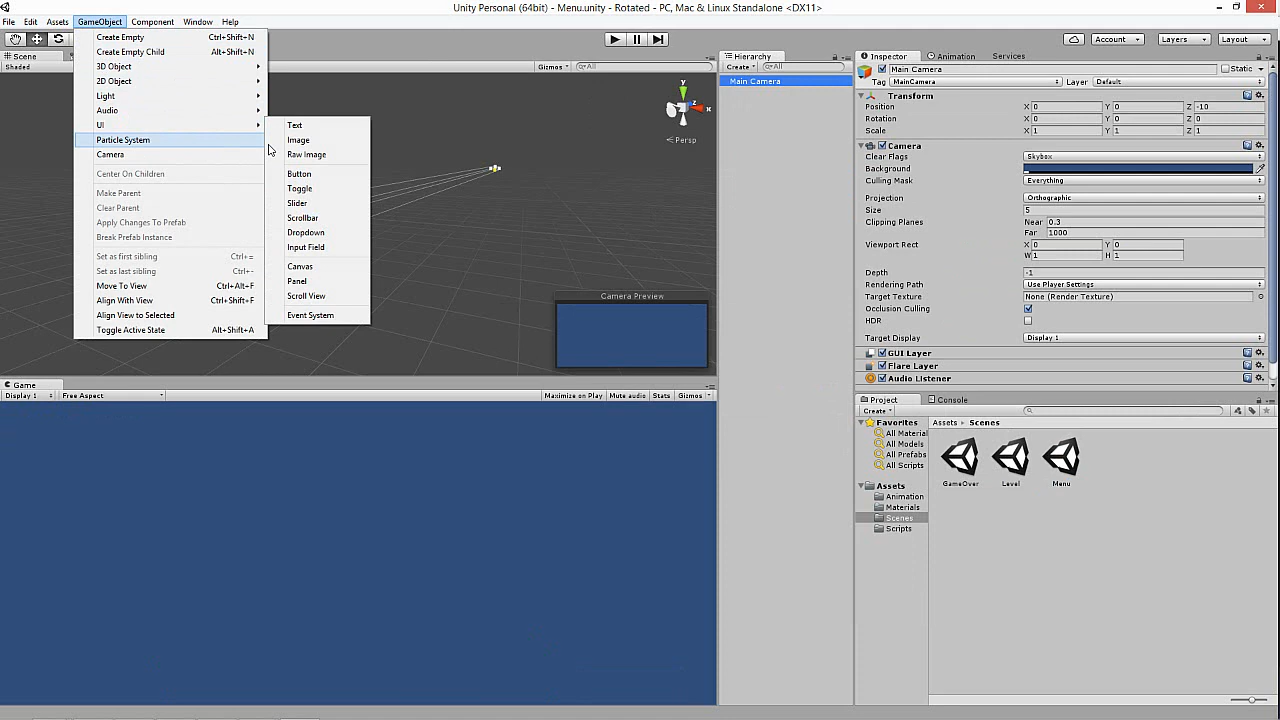 Unity Personal (64bit) - Menu.unity - Rotated - PC, Mac & Linux Standalone <DX11>
File Edit Assets GameObject Component Window Help
Account Layers Layout
Scene
Shaded
Gizmos All
Create Empty Ctrl+Shift+N
Create Empty Child Alt+Shift+N
3D Object
2D Object
Light
Audio
UI
Particle System
Camera
Center On Children
Make Parent
Clear Parent
Apply Changes To Prefab
Break Prefab Instance
Set as first sibling Ctrl+=
Set as last sibling Ctrl+-
Move To View Ctrl+Alt+F
Align With View Ctrl+Shift+F
Align View to Selected
Toggle Active State Alt+Shift+A
Text
Image
Raw Image
Button
Toggle
Slider
Scrollbar
Dropdown
Input Field
Canvas
Panel
Scroll View
Event System
y
x
Persp
Camera Preview
Game
Display 1 Free Aspect Maximize on Play Mute audio Stats Gizmos
Hierarchy
Create All
Main Camera
Inspector Animation Services
Main Camera Static
Tag MainCamera Layer Default
Transform
Position X 0 Y 0 Z -10
Rotation X 0 Y 0 Z 0
Scale X 1 Y 1 Z 1
Camera
Clear Flags Skybox
Background
Culling Mask Everything
Projection Orthographic
Size 5
Clipping Planes Near 0.3
Far 1000
Viewport Rect X 0 Y 0
W 1 H 1
Depth -1
Rendering Path Use Player Settings
Target Texture None (Render Texture)
Occlusion Culling
HDR
Target Display Display 1
GUI Layer
Flare Layer
Audio Listener
Project Console
Create
Favorites
All Material
All Models
All Prefabs
All Scripts
Assets
Animation
Materials
Scenes
Scripts
Assets Scenes
GameOver Level Menu